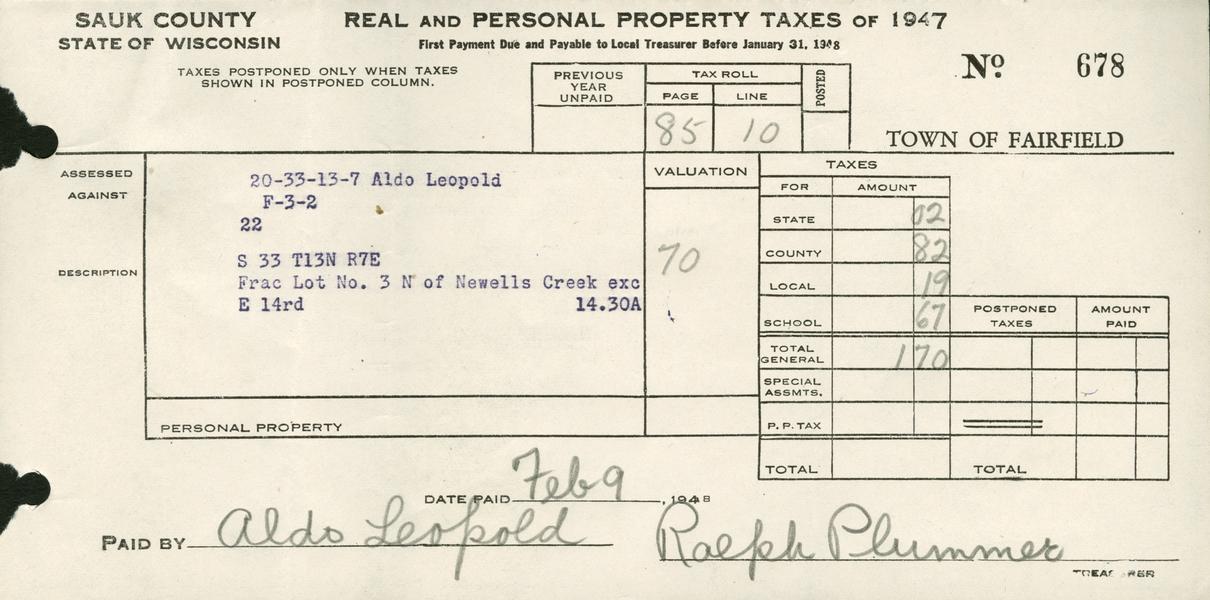 SAUK COUNTY
STATE OF WISCONSIN
REAL AND PERSONAL PROPERTY TAXES OF 1947
First Payment Due and Payable to Local Treasurer Before January 31, 1948
TAXES POSTPONED ONLY WHEN TAXES
SHOWN IN POSTPONED COLUMN.
PREVIOUS
YEAR
UNPAID
TAX ROLL
PAGE LINE
85 10
POSTED
No 678
TOWN OF FAIRFIELD
ASSESSED
AGAINST
20-33-13-7 Aldo Leopold
F-3-2
22
DESCRIPTION
S 33 T13N R7E
Frac Lot No. 3 N of Newells Creek exc
E 14rd 14.30A
PERSONAL PROPERTY
VALUATION
70
TAXES
FOR AMOUNT
STATE 02
COUNTY 82
LOCAL 19
SCHOOL 67
TOTAL
GENERAL 170
SPECIAL
ASSMTS.
P. P. TAX
TOTAL
POSTPONED
TAXES
AMOUNT
PAID
TOTAL
DATE PAID Feb 9, 1948
PAID BY Aldo Leopold
Ralph Plummer
TREASURER